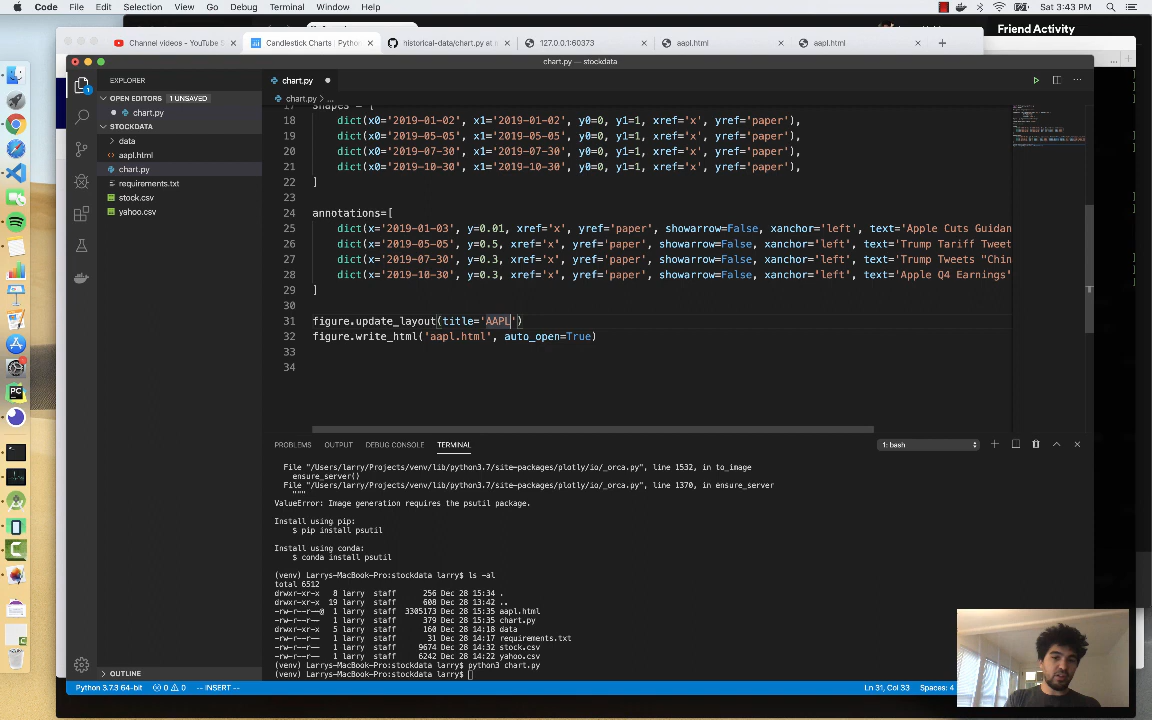 Code File Edit Selection View Go Debug Terminal Window Help Sat 3:43 PM
Friend Activity
Channel videos - YouTube S Candlestick Charts | Python historical-data/chart.py at m 127.0.0.1:60373 aapl.html aapl.html
chart.py — stockdata
EXPLORER chart.py
OPEN EDITORS 1 UNSAVED chart.py > ...
chart.py
STOCKDATA
data
aapl.html
chart.py
requirements.txt
stock.csv
yahoo.csv
1
17 shapes = [
18 dict(x0='2019-01-02', x1='2019-01-02', y0=0, y1=1, xref='x', yref='paper'),
19 dict(x0='2019-05-05', x1='2019-05-05', y0=0, y1=1, xref='x', yref='paper'),
20 dict(x0='2019-07-30', x1='2019-07-30', y0=0, y1=1, xref='x', yref='paper'),
21 dict(x0='2019-10-30', x1='2019-10-30', y0=0, y1=1, xref='x', yref='paper'),
22 ]
23
24 annotations=[
25 dict(x='2019-01-03', y=0.01, xref='x', yref='paper', showarrow=False, xanchor='left', text='Apple Cuts Guidan
26 dict(x='2019-05-05', y=0.5, xref='x', yref='paper', showarrow=False, xanchor='left', text='Trump Tariff Tweet
27 dict(x='2019-07-30', y=0.3, xref='x', yref='paper', showarrow=False, xanchor='left', text='Trump Tweets "Chin
28 dict(x='2019-10-30', y=0.3, xref='x', yref='paper', showarrow=False, xanchor='left', text='Apple Q4 Earnings'
29 ]
30
31 figure.update_layout(title='AAPL')
32 figure.write_html('aapl.html', auto_open=True)
33
34
PROBLEMS OUTPUT DEBUG CONSOLE TERMINAL 1: bash
File "/Users/larry/Projects/venv/lib/python3.7/site-packages/plotly/io/_orca.py", line 1532, in to_image
ensure_server()
File "/Users/larry/Projects/venv/lib/python3.7/site-packages/plotly/io/_orca.py", line 1370, in ensure_server
"""
ValueError: Image generation requires the psutil package.
Install using pip:
$ pip install psutil
Install using conda:
$ conda install psutil
(venv) Larrys-MacBook-Pro:stockdata larry$ ls -al
total 6512
drwxr-xr-x 8 larry staff 256 Dec 28 15:34 .
drwxr-xr-x 19 larry staff 608 Dec 28 13:42 ..
-rw-r--r--@ 1 larry staff 3305173 Dec 28 15:35 aapl.html
-rw-r--r-- 1 larry staff 379 Dec 28 15:35 chart.py
drwxr-xr-x 5 larry staff 160 Dec 28 14:18 data
-rw-r--r-- 1 larry staff 31 Dec 28 14:17 requirements.txt
-rw-r--r-- 1 larry staff 9674 Dec 28 14:32 stock.csv
-rw-r--r-- 1 larry staff 6242 Dec 28 14:22 yahoo.csv
(venv) Larrys-MacBook-Pro:stockdata larry$ python3 chart.py
(venv) Larrys-MacBook-Pro:stockdata larry$
OUTLINE
Python 3.7.3 64-bit 0 0 -- INSERT -- Ln 31, Col 33 Spaces: 4